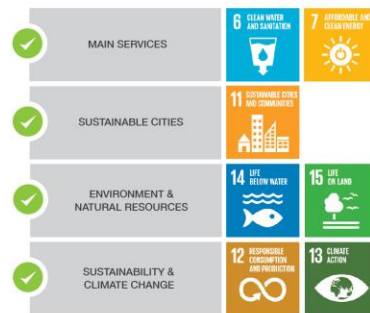 MAIN SERVICES
6 CLEAN WATER
AND SANITATION
7 AFFORDABLE AND
CLEAN ENERGY
SUSTAINABLE CITIES
11 SUSTAINABLE CITIES
AND COMMUNITIES
ENVIRONMENT &
NATURAL RESOURCES
14 LIFE
BELOW WATER
15 LIFE
ON LAND
SUSTAINABILITY &
CLIMATE CHANGE
12 RESPONSIBLE
CONSUMPTION
AND PRODUCTION
13 CLIMATE
ACTION